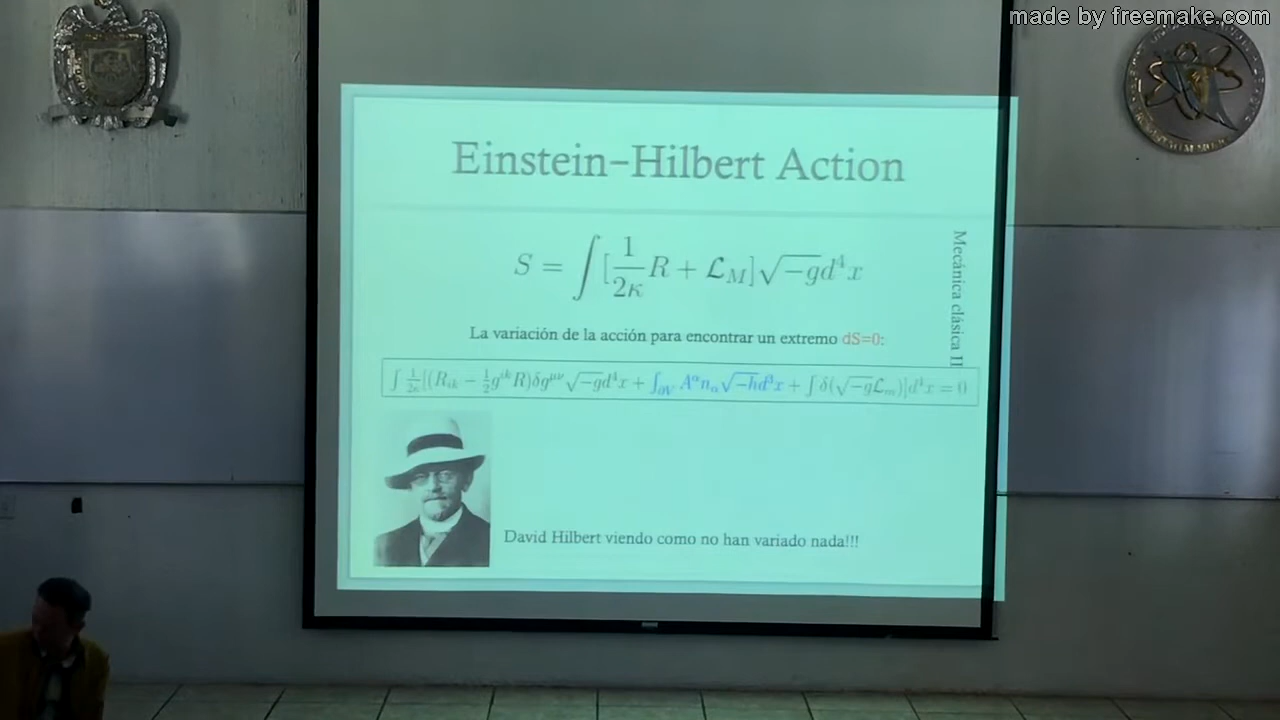 made by freemake.com
Einstein–Hilbert Action
S = ∫[1/2κ R + ℒ_M]√−g d⁴x
Mecánica clásica II
La variación de la acción para encontrar un extremo dS=0:
∫ 1/2κ [(R_ik − 1/2 g^ik R)δg^μν √−g d⁴x + ∫_∂V A^α n_α √−h d³x + ∫ δ(√−g ℒ_m)]d⁴x = 0
David Hilbert viendo como no han variado nada!!!